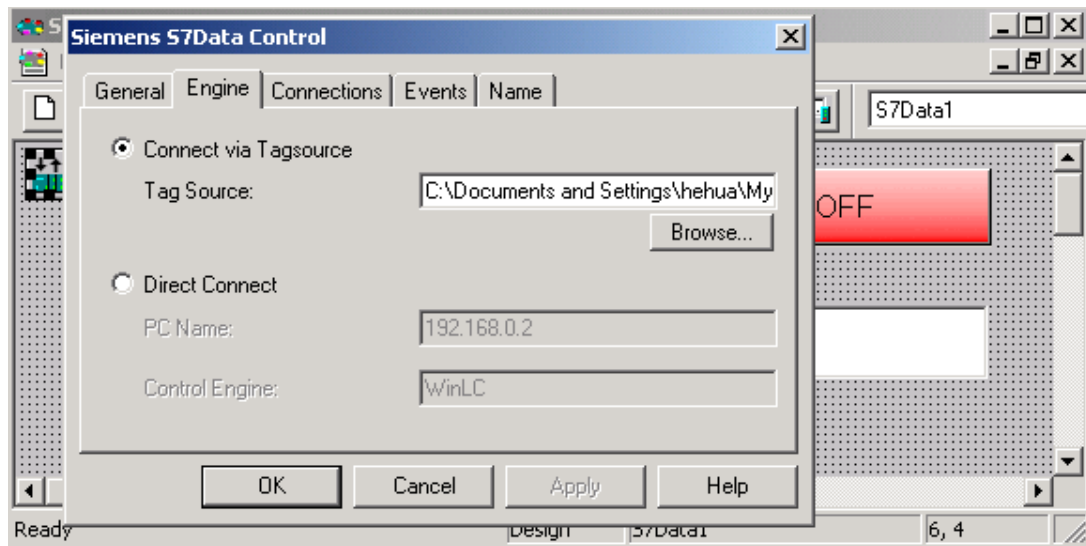 Siemens S7Data Control
General Engine Connections Events Name
S7Data1
Connect via Tagsource
Tag Source: C:\Documents and Settings\hehua\My
OFF
Browse...
Direct Connect
PC Name: 192.168.0.2
Control Engine: WinLC
OK Cancel Apply Help
Ready Design S7Data1 6, 4